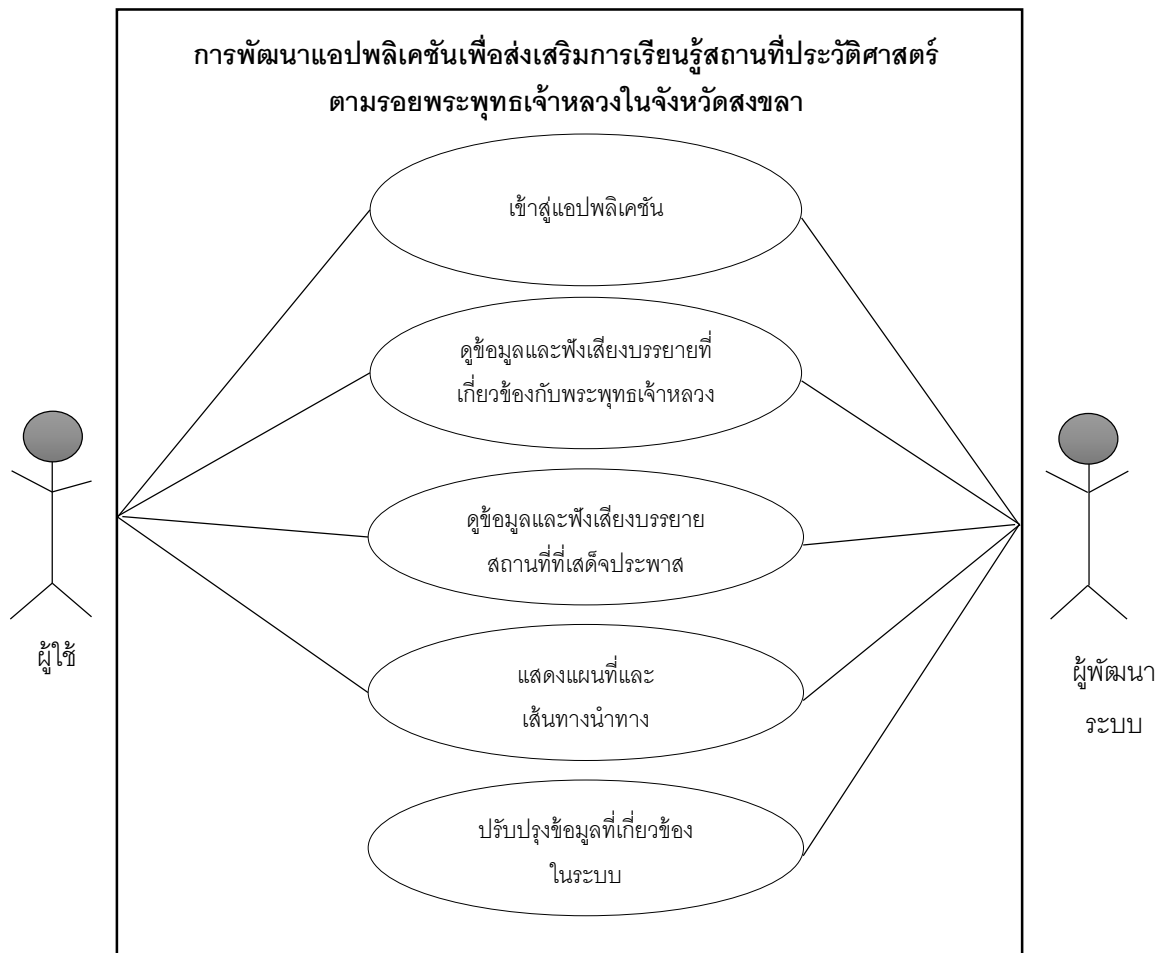 การพัฒนาแอปพลิเคชันเพื่อส่งเสริมการเรียนรู้สถานที่ประวัติศาสตร์
ตามรอยพระพุทธเจ้าหลวงในจังหวัดสงขลา
เข้าสู่แอปพลิเคชัน
ดูข้อมูลและฟังเสียงบรรยายที่
เกี่ยวข้องกับพระพุทธเจ้าหลวง
ดูข้อมูลและฟังเสียงบรรยาย
สถานที่ที่เสด็จประพาส
แสดงแผนที่และ
เส้นทางนำทาง
ปรับปรุงข้อมูลที่เกี่ยวข้อง
ในระบบ
ผู้ใช้
ผู้พัฒนา
ระบบ